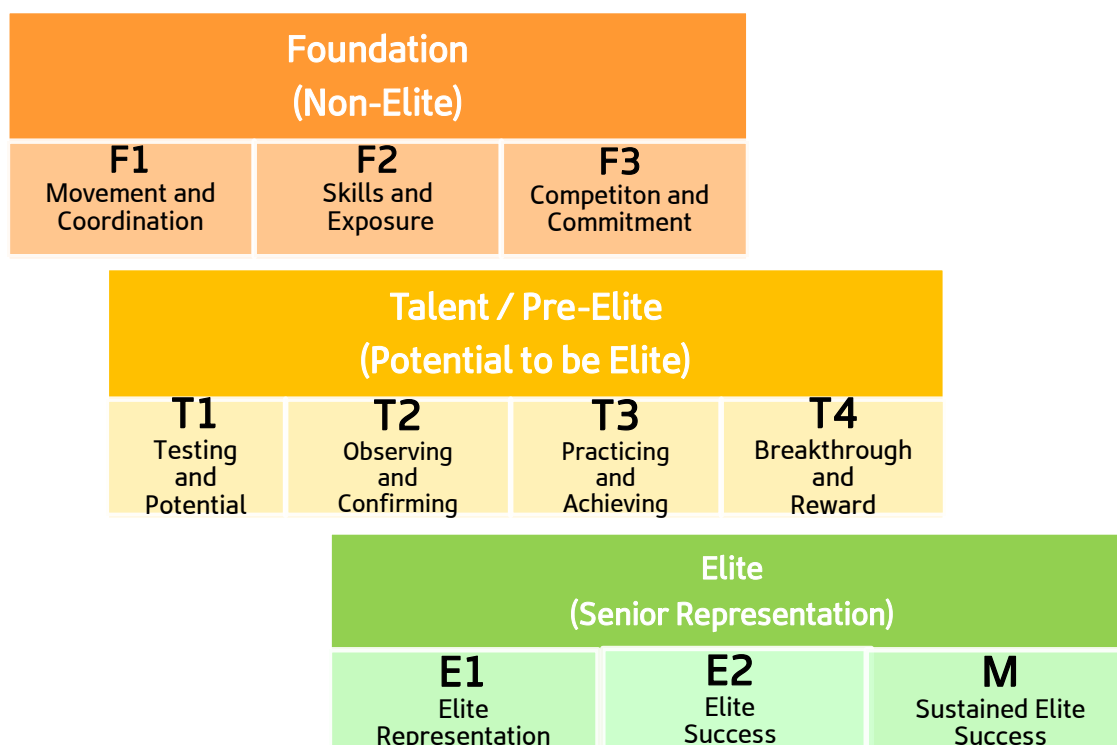 Foundation
(Non-Elite)
F1
Movement and
Coordination
F2
Skills and
Exposure
F3
Competiton and
Commitment
Talent / Pre-Elite
(Potential to be Elite)
T1
Testing
and
Potential
T2
Observing
and
Confirming
T3
Practicing
and
Achieving
T4
Breakthrough
and
Reward
Elite
(Senior Representation)
E1
Elite
Representation
E2
Elite
Success
M
Sustained Elite
Success